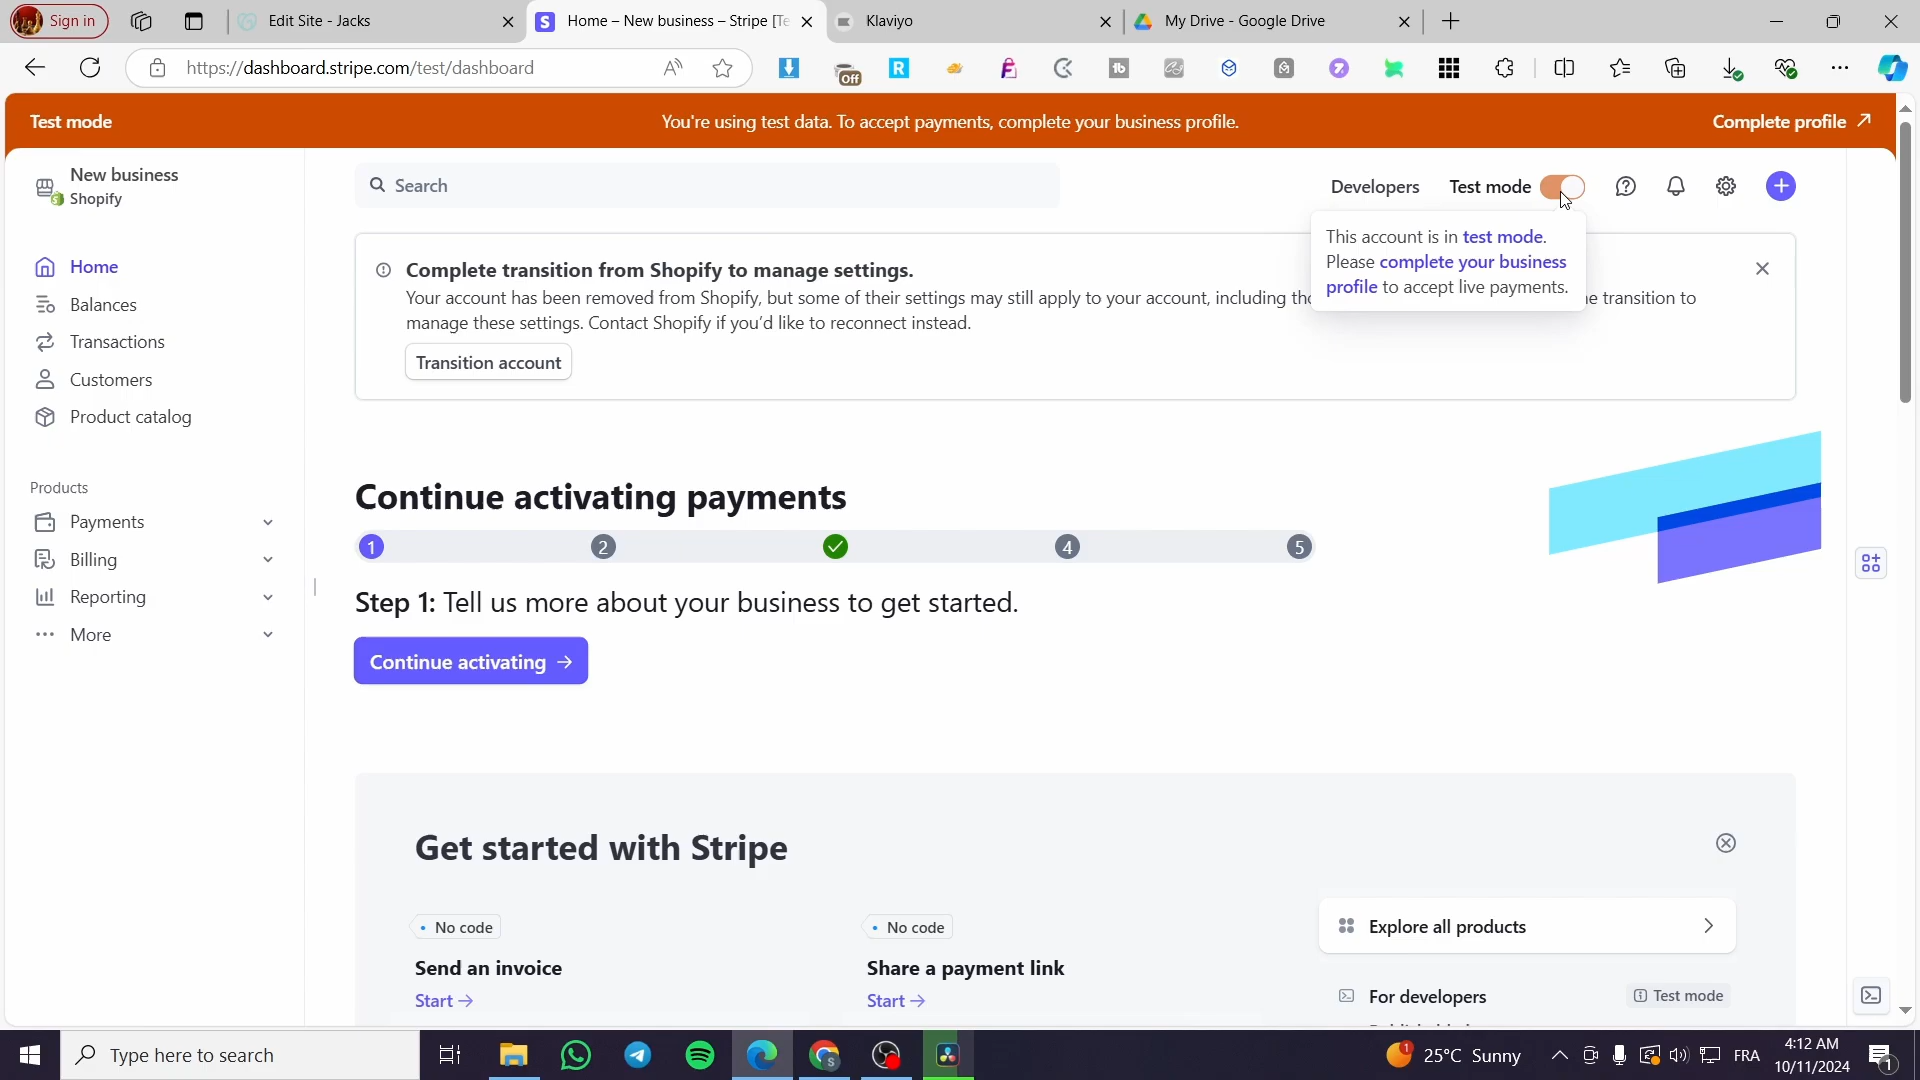 Sign in
Edit Site - Jacks
Home – New business – Stripe [Te
Klaviyo
My Drive - Google Drive
https://dashboard.stripe.com/test/dashboard
Off
Test mode
You're using test data. To accept payments, complete your business profile.
Complete profile
New business
Shopify
Search
Developers
Test mode
This account is in test mode.
Please complete your business
profile to accept live payments.
Home
Balances
Transactions
Customers
Product catalog
Products
Payments
Billing
Reporting
More
Complete transition from Shopify to manage settings.
Your account has been removed from Shopify, but some of their settings may still apply to your account, including tho
e transition to
manage these settings. Contact Shopify if you’d like to reconnect instead.
Transition account
Continue activating payments
1
2
4
5
Step 1: Tell us more about your business to get started.
Continue activating →
Get started with Stripe
No code
Send an invoice
Start →
No code
Share a payment link
Start →
Explore all products
For developers
Test mode
Type here to search
25°C Sunny
FRA
4:12 AM
10/11/2024
1